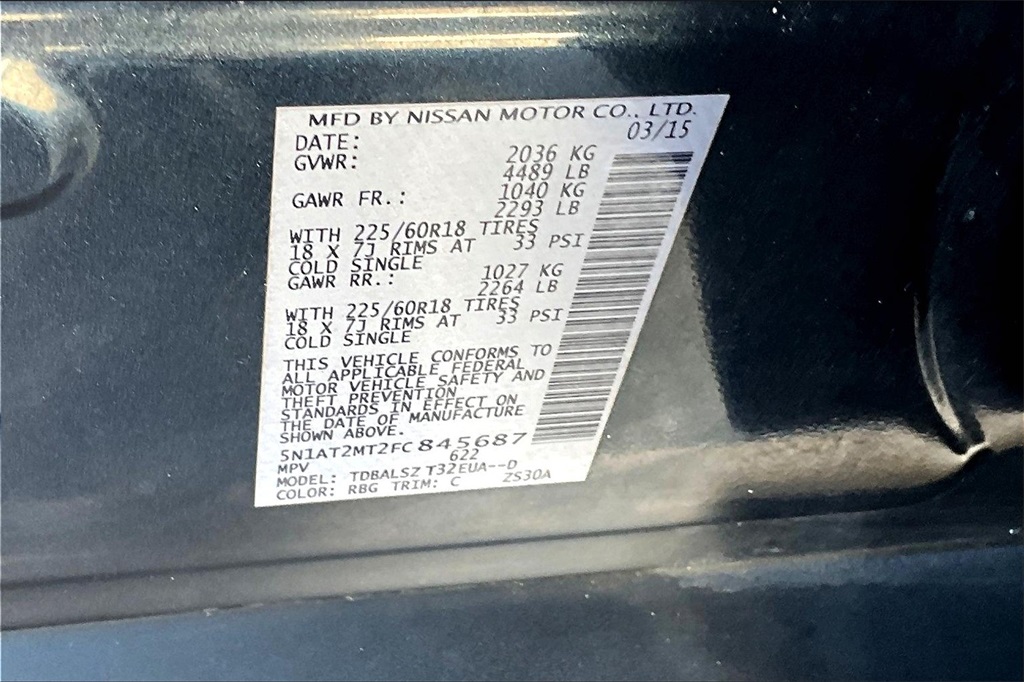 MFD BY NISSAN MOTOR CO., LTD.
DATE: 03/15
GVWR: 2036 KG
4489 LB
GAWR FR.: 1040 KG
2293 LB
WITH 225/60R18 TIRES
18 X 7J RIMS AT 33 PSI
COLD SINGLE
GAWR RR.: 1027 KG
2264 LB
WITH 225/60R18 TIRES
18 X 7J RIMS AT 33 PSI
COLD SINGLE
THIS VEHICLE CONFORMS TO
ALL APPLICABLE FEDERAL
MOTOR VEHICLE SAFETY AND
THEFT PREVENTION
STANDARDS IN EFFECT ON
THE DATE OF MANUFACTURE
SHOWN ABOVE.
5N1AT2MT2FC845687
MPV 622
MODEL: TDBALSZ T32EUA--D
COLOR: RBG TRIM: C ZS30A